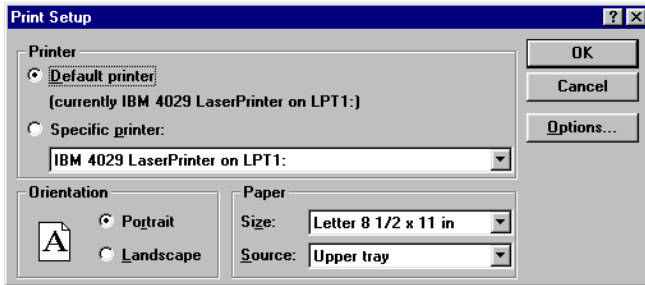 Print Setup
Printer
Default printer
(currently IBM 4029 LaserPrinter on LPT1:)
Specific printer:
IBM 4029 LaserPrinter on LPT1:
OK
Cancel
Options...
Orientation
A
Portrait
Landscape
Paper
Size: Letter 8 1/2 x 11 in
Source: Upper tray